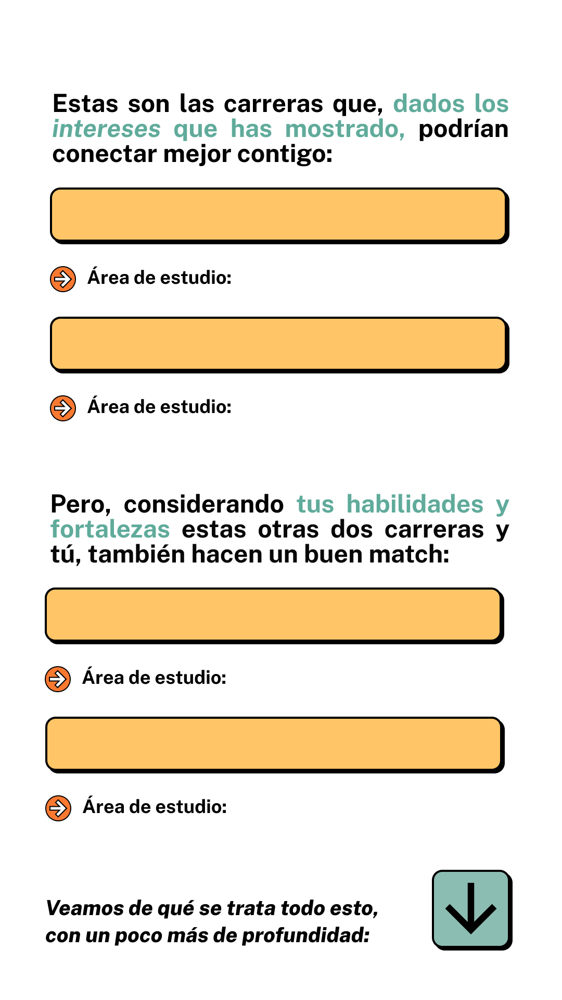 Estas son las carreras que, dados los
intereses que has mostrado, podrían
conectar mejor contigo:
Área de estudio:
Área de estudio:
Pero, considerando tus habilidades y
fortalezas estas otras dos carreras y
tú, también hacen un buen match:
Área de estudio:
Área de estudio:
Veamos de qué se trata todo esto,
con un poco más de profundidad: